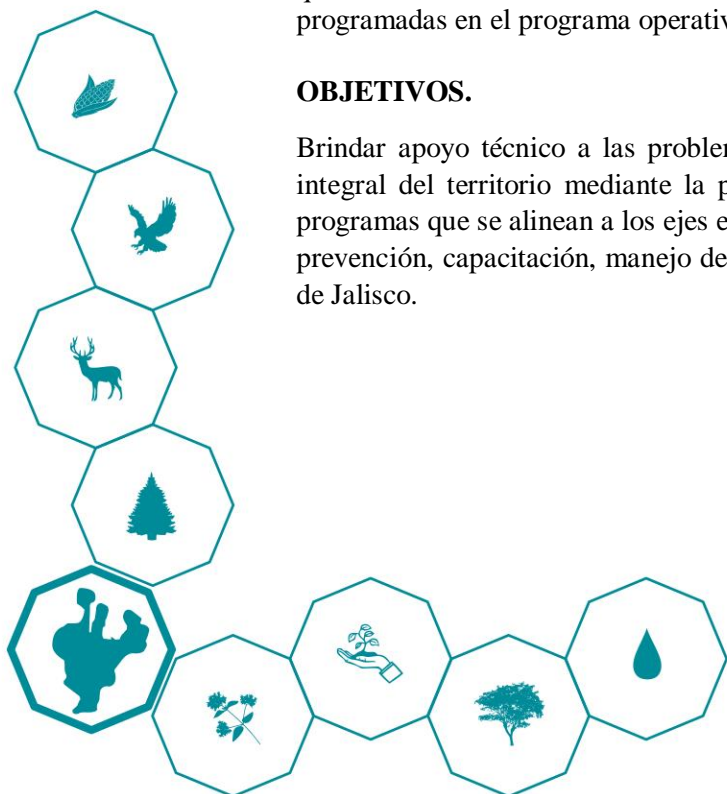 programadas en el programa operativ
OBJETIVOS.
Brindar apoyo técnico a las probler
integral del territorio mediante la p
programas que se alinean a los ejes e
prevención, capacitación, manejo de
de Jalisco.